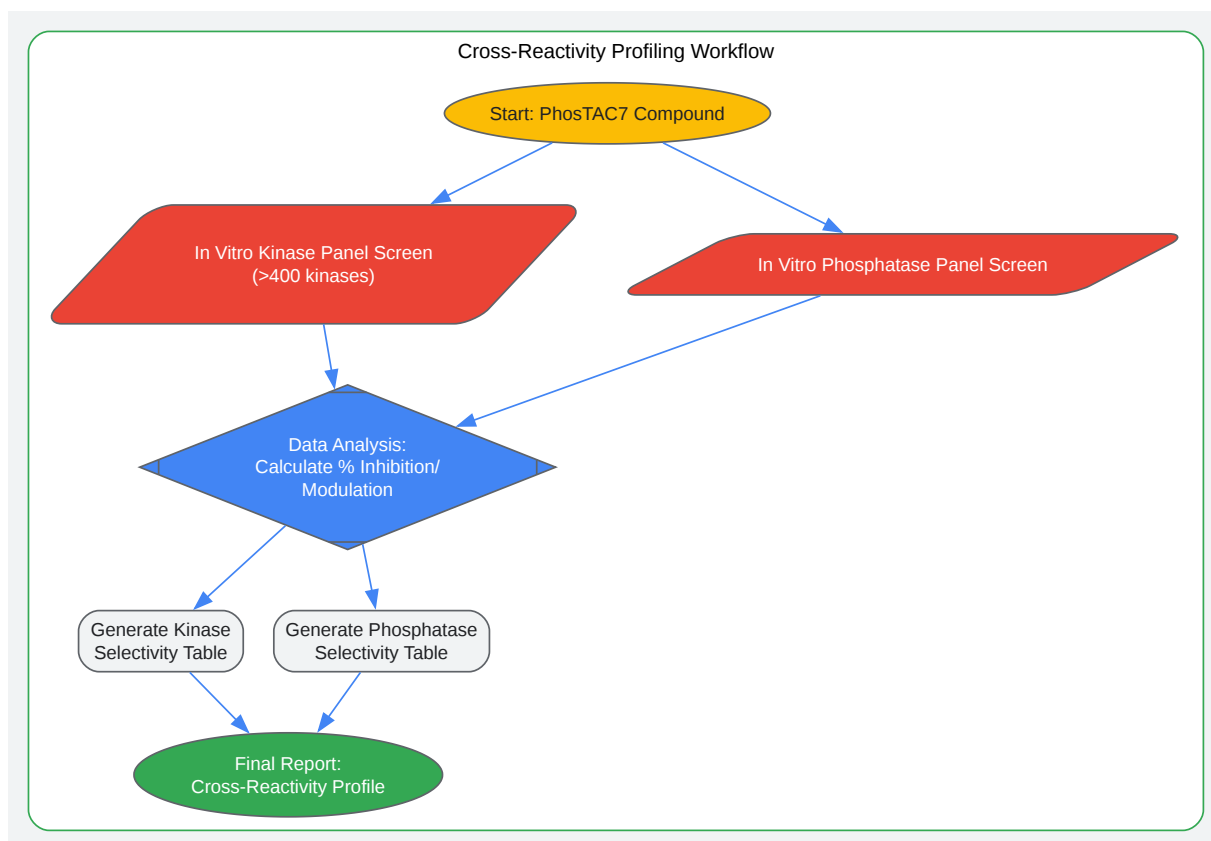 Cross-Reactivity Profiling Workflow
Start: PhosTAC7 Compound
In Vitro Kinase Panel Screen
(>400 kinases)
In Vitro Phosphatase Panel Screen
Data Analysis:
Calculate % Inhibition/
Modulation
Generate Kinase
Selectivity Table
Generate Phosphatase
Selectivity Table
Final Report:
Cross-Reactivity Profile